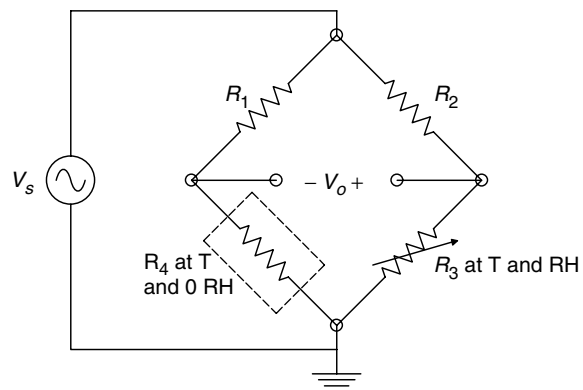 R1
R2
Vs
− Vo +
R4 at T
and 0 RH
R3 at T and RH